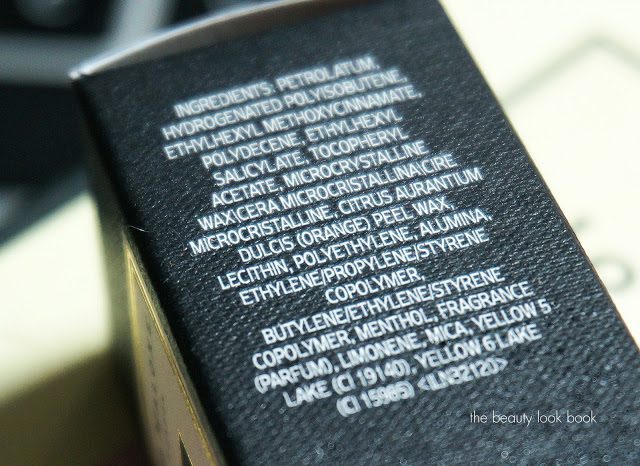 INGREDIENTS: PETROLATUM,
HYDROGENATED POLYISOBUTENE,
ETHYLHEXYL METHOXYCINNAMATE,
POLYDECENE, ETHYLHEXYL
SALICYLATE, TOCOPHERYL
ACETATE, MICROCRYSTALLINE
WAX\CERA MICROCRISTALLINA\CIRE
MICROCRISTALLINE, CITRUS AURANTIUM
DULCIS (ORANGE) PEEL WAX,
LECITHIN, POLYETHYLENE, ALUMINA,
ETHYLENE/PROPYLENE/STYRENE
COPOLYMER,
BUTYLENE/ETHYLENE/STYRENE
COPOLYMER, MENTHOL, FRAGRANCE
(PARFUM), LIMONENE, MICA, YELLOW 5
LAKE (CI 19140), YELLOW 6 LAKE
(CI 15985) <ILN32120>
the beauty look book